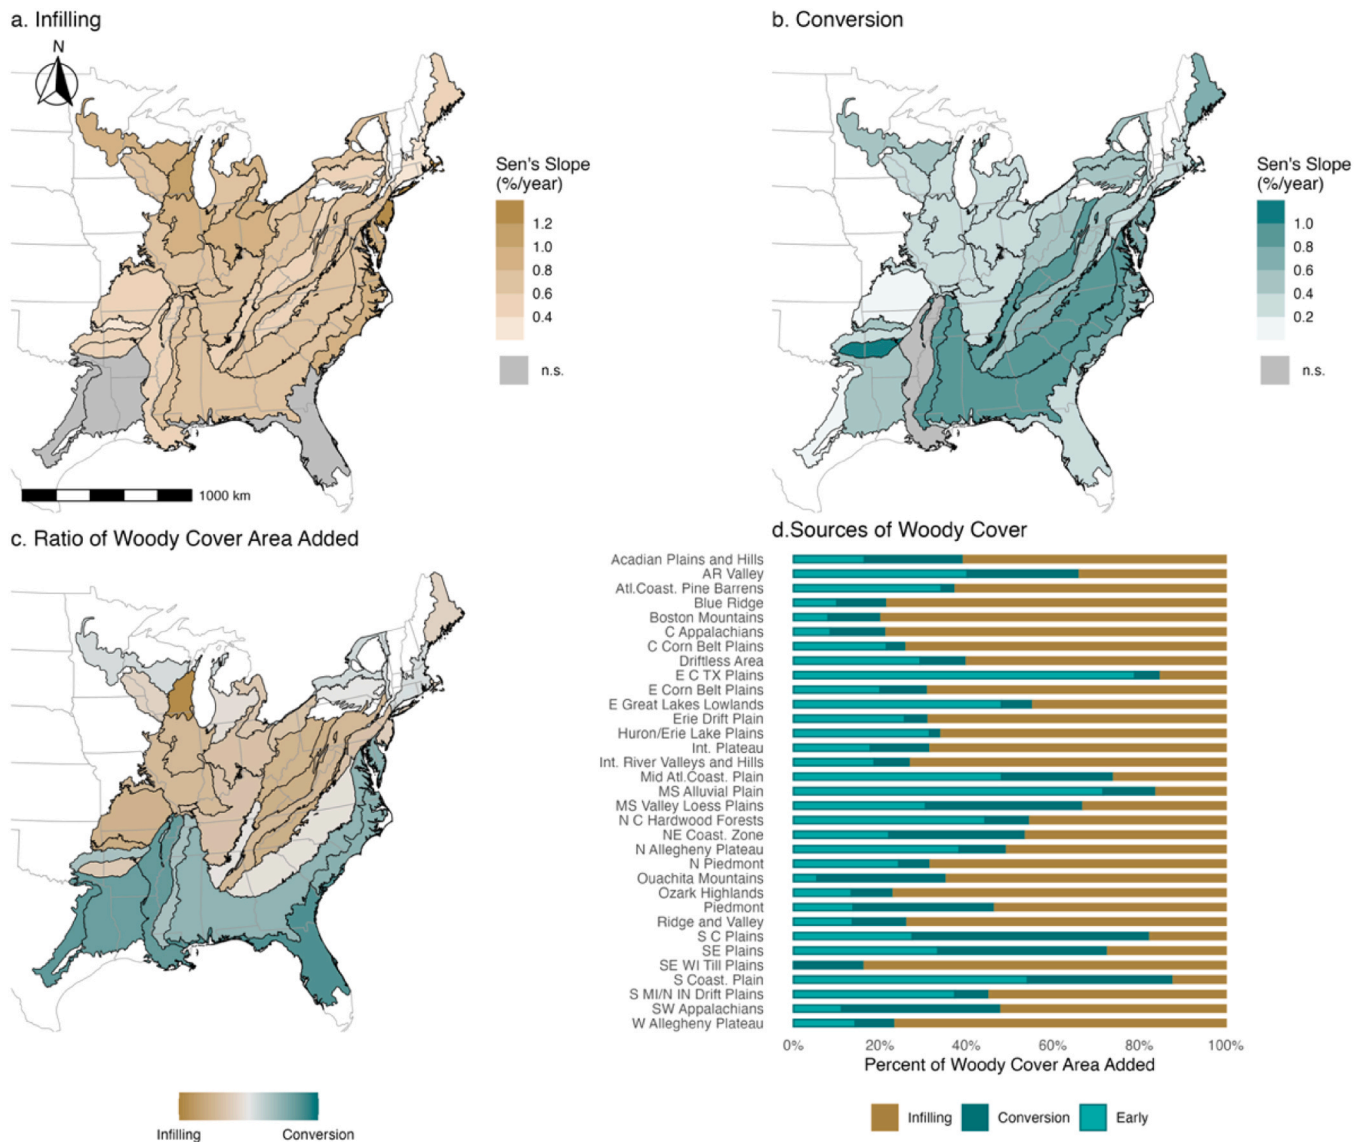 a. Infilling
N
Sen's Slope
(%/year)
1.2
1.0
0.8
0.6
0.4
n.s.
1000 km
b. Conversion
Sen's Slope
(%/year)
1.0
0.8
0.6
0.4
0.2
n.s.
c. Ratio of Woody Cover Area Added
Infilling
Conversion
d.Sources of Woody Cover
Acadian Plains and Hills
AR Valley
Atl.Coast. Pine Barrens
Blue Ridge
Boston Mountains
C Appalachians
C Corn Belt Plains
Driftless Area
E C TX Plains
E Corn Belt Plains
E Great Lakes Lowlands
Erie Drift Plain
Huron/Erie Lake Plains
Int. Plateau
Int. River Valleys and Hills
Mid Atl.Coast. Plain
MS Alluvial Plain
MS Valley Loess Plains
N C Hardwood Forests
NE Coast. Zone
N Allegheny Plateau
N Piedmont
Ouachita Mountains
Ozark Highlands
Piedmont
Ridge and Valley
S C Plains
SE Plains
SE WI Till Plains
S Coast. Plain
S MI/N IN Drift Plains
SW Appalachians
W Allegheny Plateau
0% 20% 40% 60% 80% 100%
Percent of Woody Cover Area Added
Infilling Conversion Early